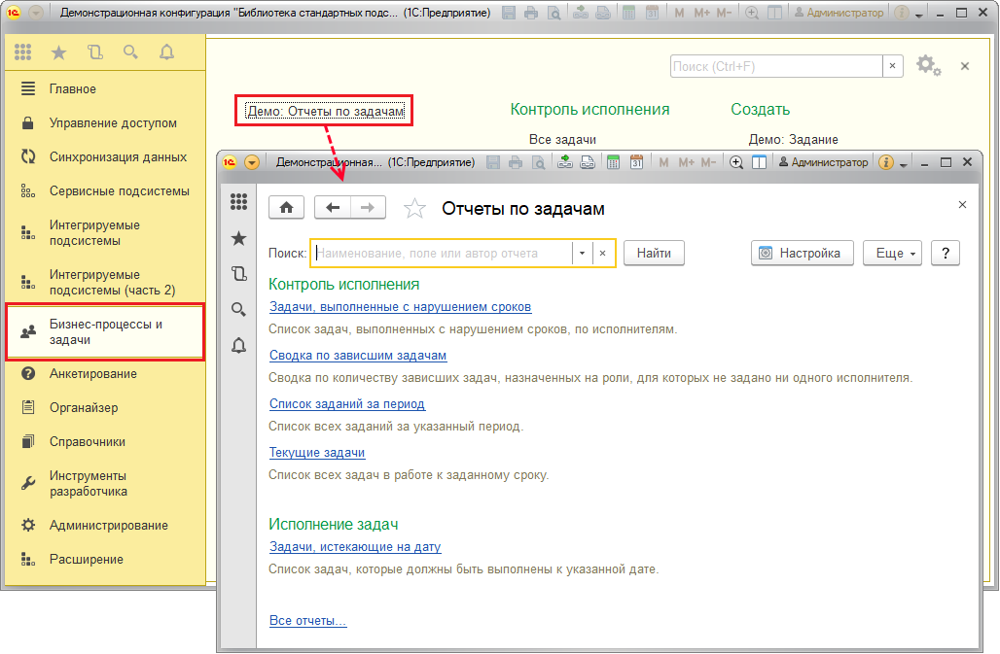 Демонстрационная конфигурация "Библиотека стандартных подс... (1С:Предприятие)
M M+ M-
Администратор
Поиск (Ctrl+F)
Главное
Управление доступом
Синхронизация данных
Сервисные подсистемы
Интегрируемые
подсистемы
Интегрируемые
подсистемы (часть 2)
Бизнес-процессы и
задачи
Анкетирование
Органайзер
Справочники
Инструменты
разработчика
Администрирование
Расширение
Демо: Отчеты по задачам
Контроль исполнения
Создать
Все задачи
Демо: Задание
Демонстрационная... (1С:Предприятие)
31
M M+ M-
Администратор
Отчеты по задачам
Поиск:
Наименование, поле или автор отчета
Найти
Настройка
Еще
?
Контроль исполнения
Задачи, выполненные с нарушением сроков
Список задач, выполненных с нарушением сроков, по исполнителям.
Сводка по зависшим задачам
Сводка по количеству зависших задач, назначенных на роли, для которых не задано ни одного исполнителя.
Список заданий за период
Список всех заданий за указанный период.
Текущие задачи
Список всех задач в работе к заданному сроку.
Исполнение задач
Задачи, истекающие на дату
Список задач, которые должны быть выполнены к указанной дате.
Все отчеты...